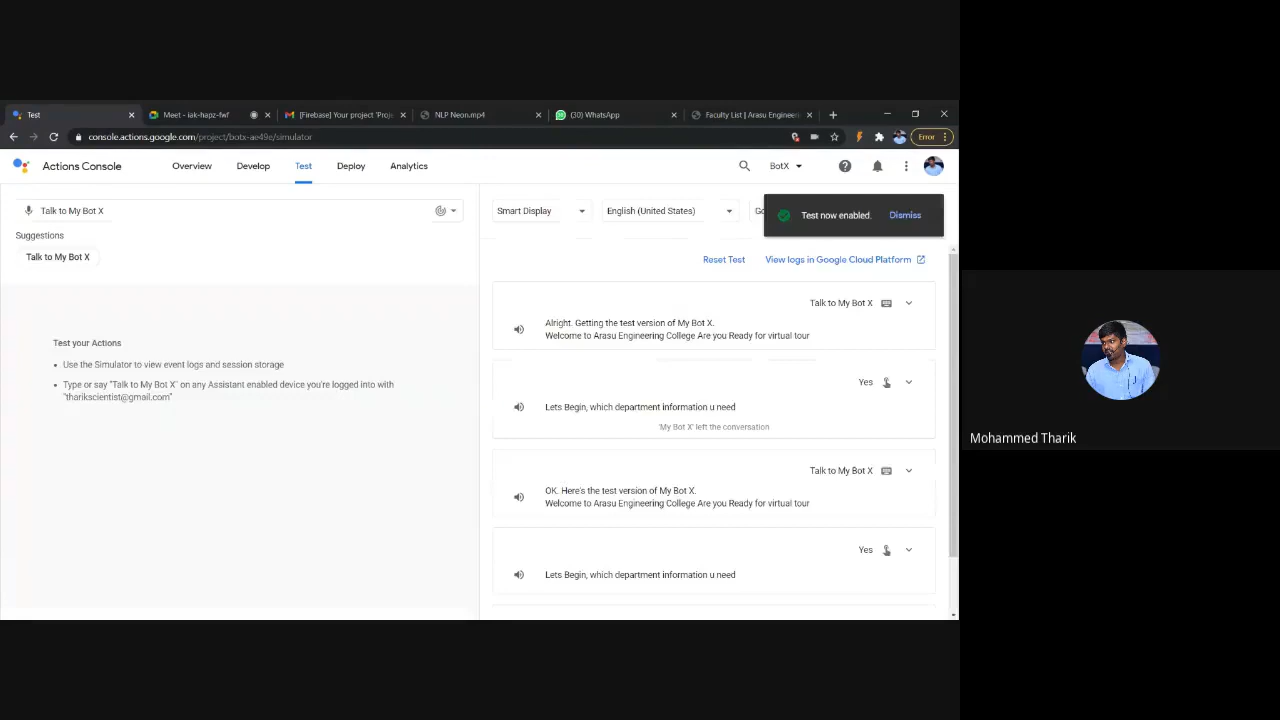 Test
Meet - iak-hapz-fwf
[Firebase] Your project 'Proje
NLP Neon.mp4
(30) WhatsApp
Faculty List | Arasu Engineerin
console.actions.google.com/project/botx-ae49e/simulator
Error
Actions Console
Overview
Develop
Test
Deploy
Analytics
BotX
Talk to My Bot X
Suggestions
Talk to My Bot X
Test your Actions
Use the Simulator to view event logs and session storage
Type or say "Talk to My Bot X" on any Assistant enabled device you're logged into with
"tharikscientist@gmail.com"
Smart Display
English (United States)
Go
Test now enabled.
Dismiss
Reset Test
View logs in Google Cloud Platform
Talk to My Bot X
Alright. Getting the test version of My Bot X.
Welcome to Arasu Engineering College Are you Ready for virtual tour
Yes
Lets Begin, which department information u need
'My Bot X' left the conversation
Talk to My Bot X
OK. Here's the test version of My Bot X.
Welcome to Arasu Engineering College Are you Ready for virtual tour
Yes
Lets Begin, which department information u need
Mohammed Tharik